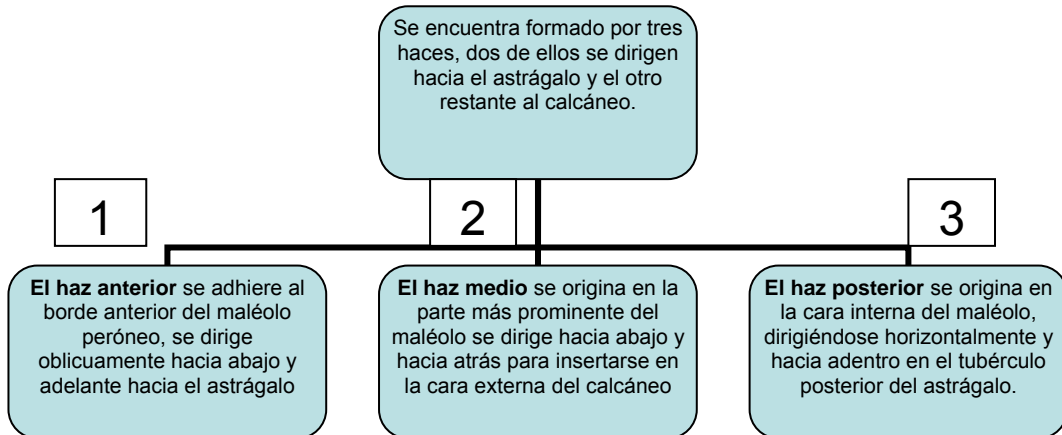 Se encuentra formado por tres
haces, dos de ellos se dirigen
hacia el astrágalo y el otro
restante al calcáneo.
1
2
3
El haz anterior se adhiere al
borde anterior del maléolo
peróneo, se dirige
oblicuamente hacia abajo y
adelante hacia el astrágalo
El haz medio se origina en la
parte más prominente del
maléolo se dirige hacia abajo y
hacia atrás para insertarse en
la cara externa del calcáneo
El haz posterior se origina en
la cara interna del maléolo,
dirigiéndose horizontalmente y
hacia adentro en el tubérculo
posterior del astrágalo.